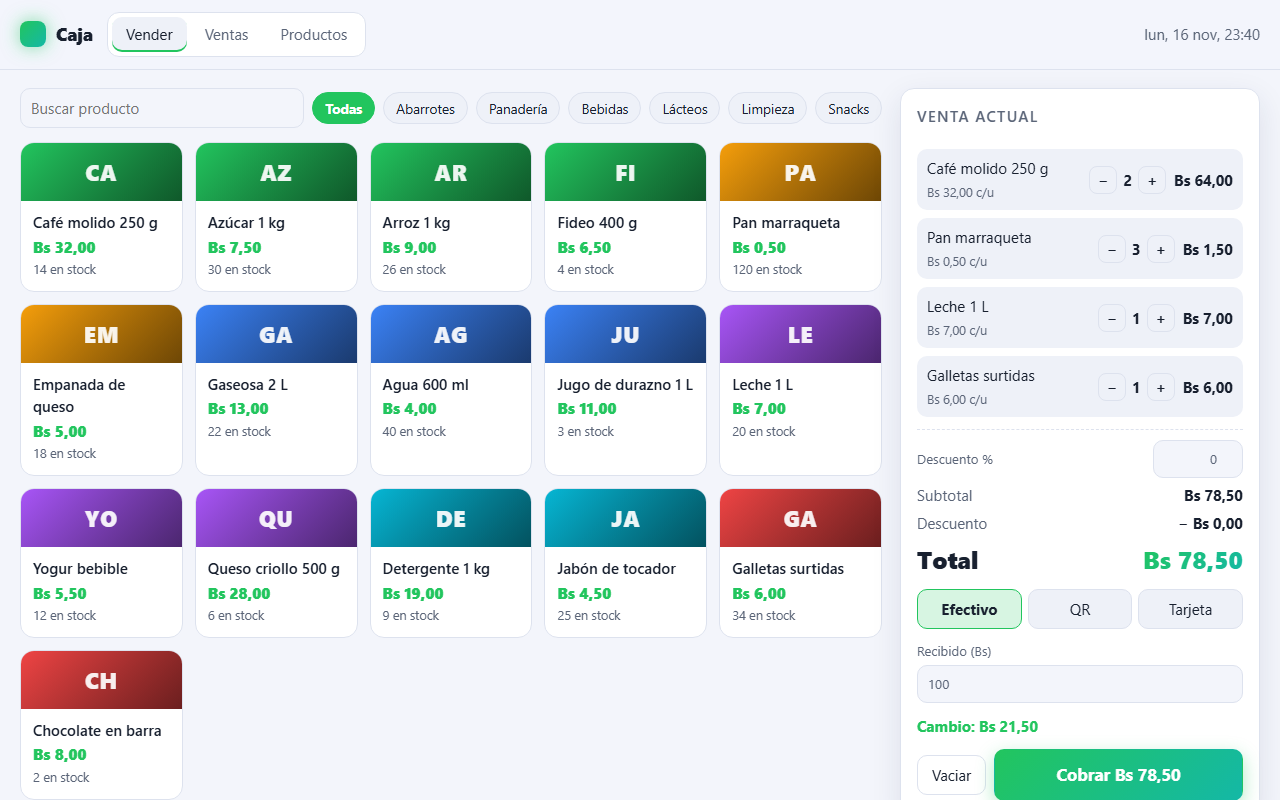 Caja
Vender
Ventas
Productos
lun, 16 nov, 23:40
Buscar producto
Todas
Abarrotes
Panadería
Bebidas
Lácteos
Limpieza
Snacks
CA
Café molido 250 g
Bs 32,00
14 en stock
AZ
Azúcar 1 kg
Bs 7,50
30 en stock
AR
Arroz 1 kg
Bs 9,00
26 en stock
FI
Fideo 400 g
Bs 6,50
4 en stock
PA
Pan marraqueta
Bs 0,50
120 en stock
EM
Empanada de
queso
Bs 5,00
18 en stock
GA
Gaseosa 2 L
Bs 13,00
22 en stock
AG
Agua 600 ml
Bs 4,00
40 en stock
JU
Jugo de durazno 1 L
Bs 11,00
3 en stock
LE
Leche 1 L
Bs 7,00
20 en stock
YO
Yogur bebible
Bs 5,50
12 en stock
QU
Queso criollo 500 g
Bs 28,00
6 en stock
DE
Detergente 1 kg
Bs 19,00
9 en stock
JA
Jabón de tocador
Bs 4,50
25 en stock
GA
Galletas surtidas
Bs 6,00
34 en stock
CH
Chocolate en barra
Bs 8,00
2 en stock
VENTA ACTUAL
Café molido 250 g
Bs 32,00 c/u
− 2 + Bs 64,00
Pan marraqueta
Bs 0,50 c/u
− 3 + Bs 1,50
Leche 1 L
Bs 7,00 c/u
− 1 + Bs 7,00
Galletas surtidas
Bs 6,00 c/u
− 1 + Bs 6,00
Descuento % 0
Subtotal Bs 78,50
Descuento − Bs 0,00
Total Bs 78,50
Efectivo
QR
Tarjeta
Recibido (Bs)
100
Cambio: Bs 21,50
Vaciar
Cobrar Bs 78,50